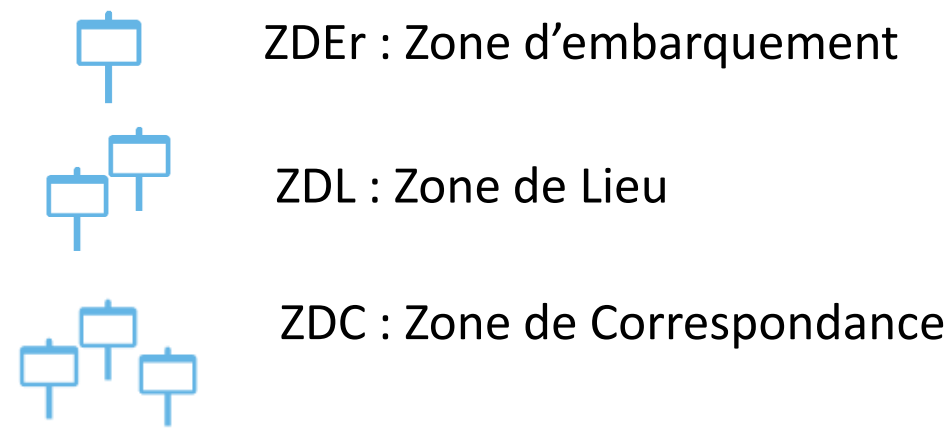 ZDEr : Zone d’embarquement
ZDL : Zone de Lieu
ZDC : Zone de Correspondance